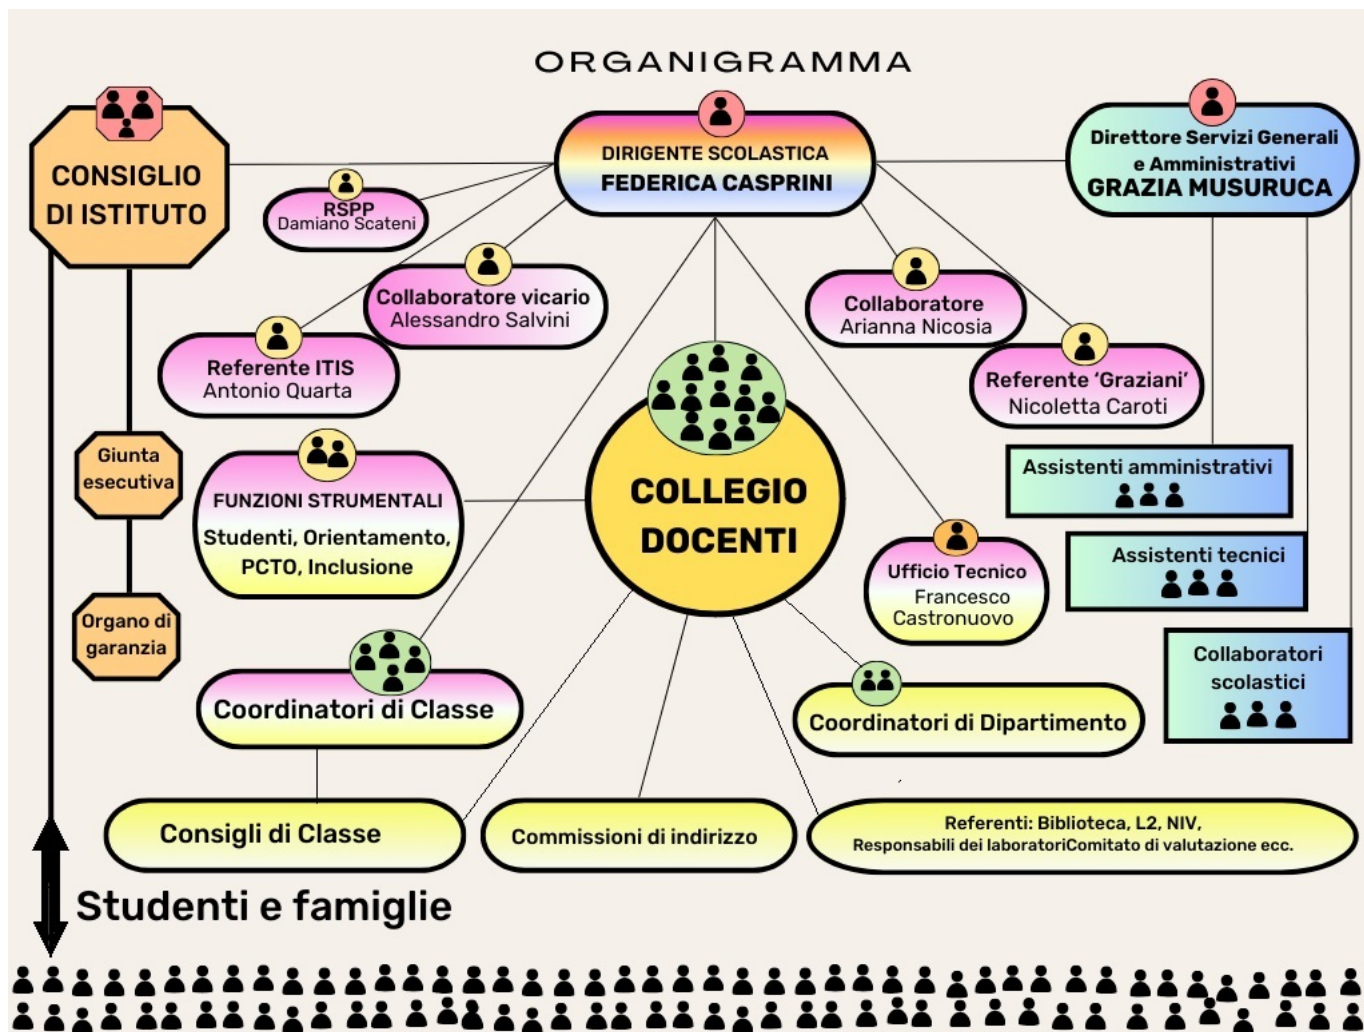 ORGANIGRAMMA
CONSIGLIO
DI ISTITUTO
DIRIGENTE SCOLASTICA
FEDERICA CASPRINI
Direttore Servizi Generali
e Amministrativi
GRAZIA MUSURUCA
RSPP
Damiano Scateni
Collaboratore vicario
Alessandro Salvini
Collaboratore
Arianna Nicosia
Referente ITIS
Antonio Quarta
Referente ‘Graziani’
Nicoletta Caroti
Giunta
esecutiva
FUNZIONI STRUMENTALI
Studenti, Orientamento,
PCTO, Inclusione
COLLEGIO
DOCENTI
Assistenti amministrativi
Assistenti tecnici
Ufficio Tecnico
Francesco
Castronuovo
Organo di
garanzia
Collaboratori
scolastici
Coordinatori di Classe
Coordinatori di Dipartimento
Consigli di Classe
Commissioni di indirizzo
Referenti: Biblioteca, L2, NIV,
Responsabili dei laboratoriComitato di valutazione ecc.
Studenti e famiglie